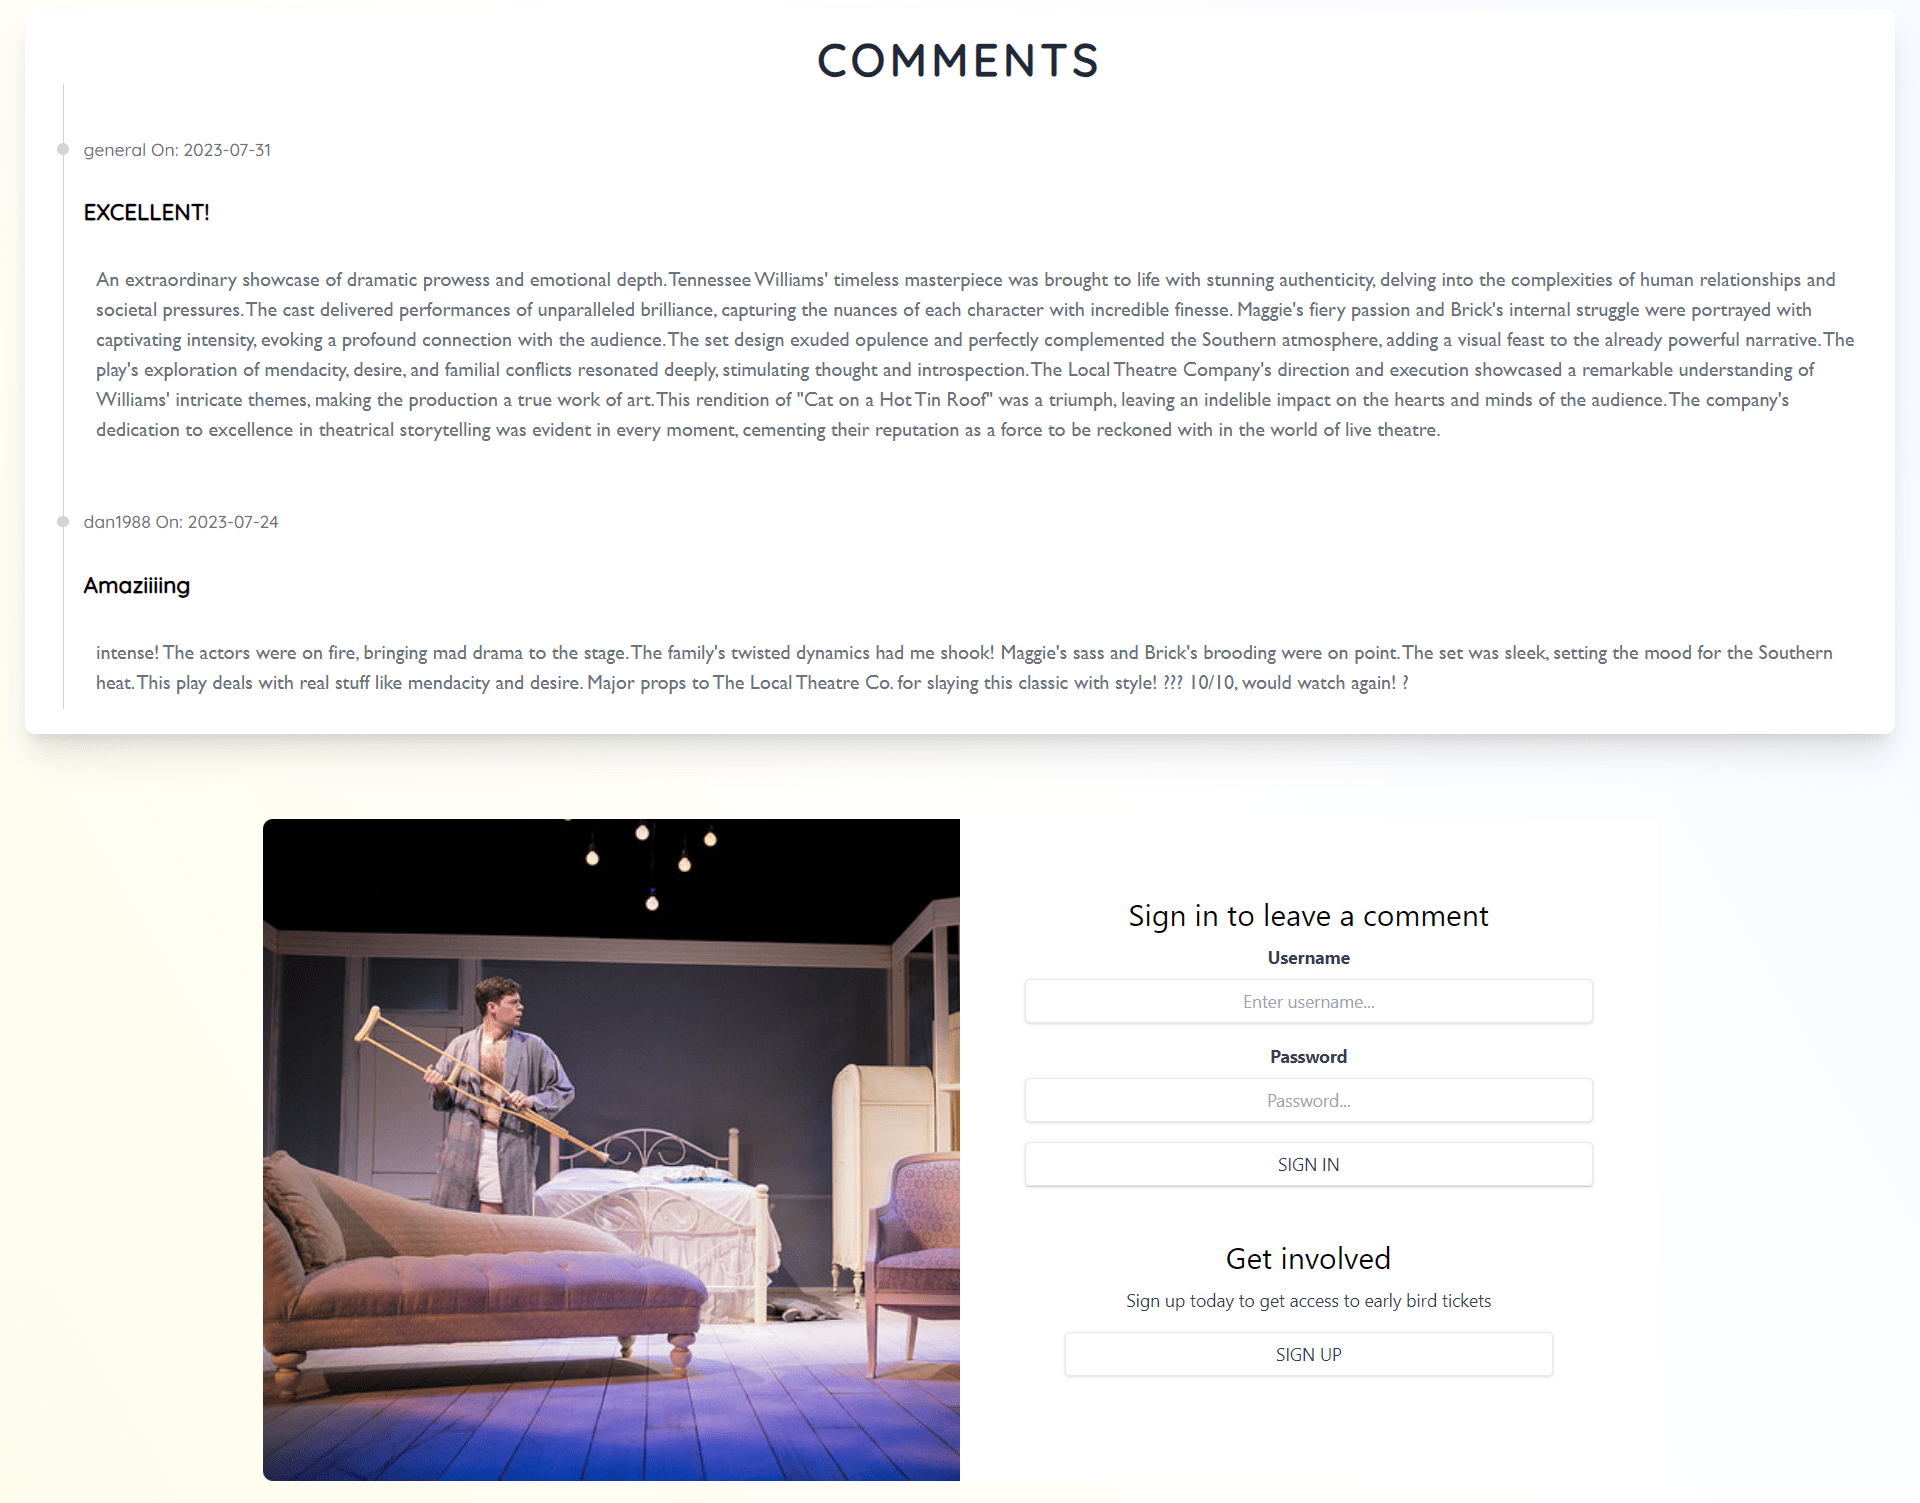 COMMENTS
general On: 2023-07-31
EXCELLENT!
An extraordinary showcase of dramatic prowess and emotional depth. Tennessee Williams' timeless masterpiece was brought to life with stunning authenticity, delving into the complexities of human relationships and
societal pressures. The cast delivered performances of unparalleled brilliance, capturing the nuances of each character with incredible finesse. Maggie's fiery passion and Brick's internal struggle were portrayed with
captivating intensity, evoking a profound connection with the audience. The set design exuded opulence and perfectly complemented the Southern atmosphere, adding a visual feast to the already powerful narrative. The
play's exploration of mendacity, desire, and familial conflicts resonated deeply, stimulating thought and introspection. The Local Theatre Company's direction and execution showcased a remarkable understanding of
Williams' intricate themes, making the production a true work of art. This rendition of "Cat on a Hot Tin Roof" was a triumph, leaving an indelible impact on the hearts and minds of the audience. The company's
dedication to excellence in theatrical storytelling was evident in every moment, cementing their reputation as a force to be reckoned with in the world of live theatre.
dan1988 On: 2023-07-24
Amaziiiing
intense! The actors were on fire, bringing mad drama to the stage. The family's twisted dynamics had me shook! Maggie's sass and Brick's brooding were on point. The set was sleek, setting the mood for the Southern
heat. This play deals with real stuff like mendacity and desire. Major props to The Local Theatre Co. for slaying this classic with style! ??? 10/10, would watch again! ?
Sign in to leave a comment
Username
Enter username...
Password
Password...
SIGN IN
Get involved
Sign up today to get access to early bird tickets
SIGN UP